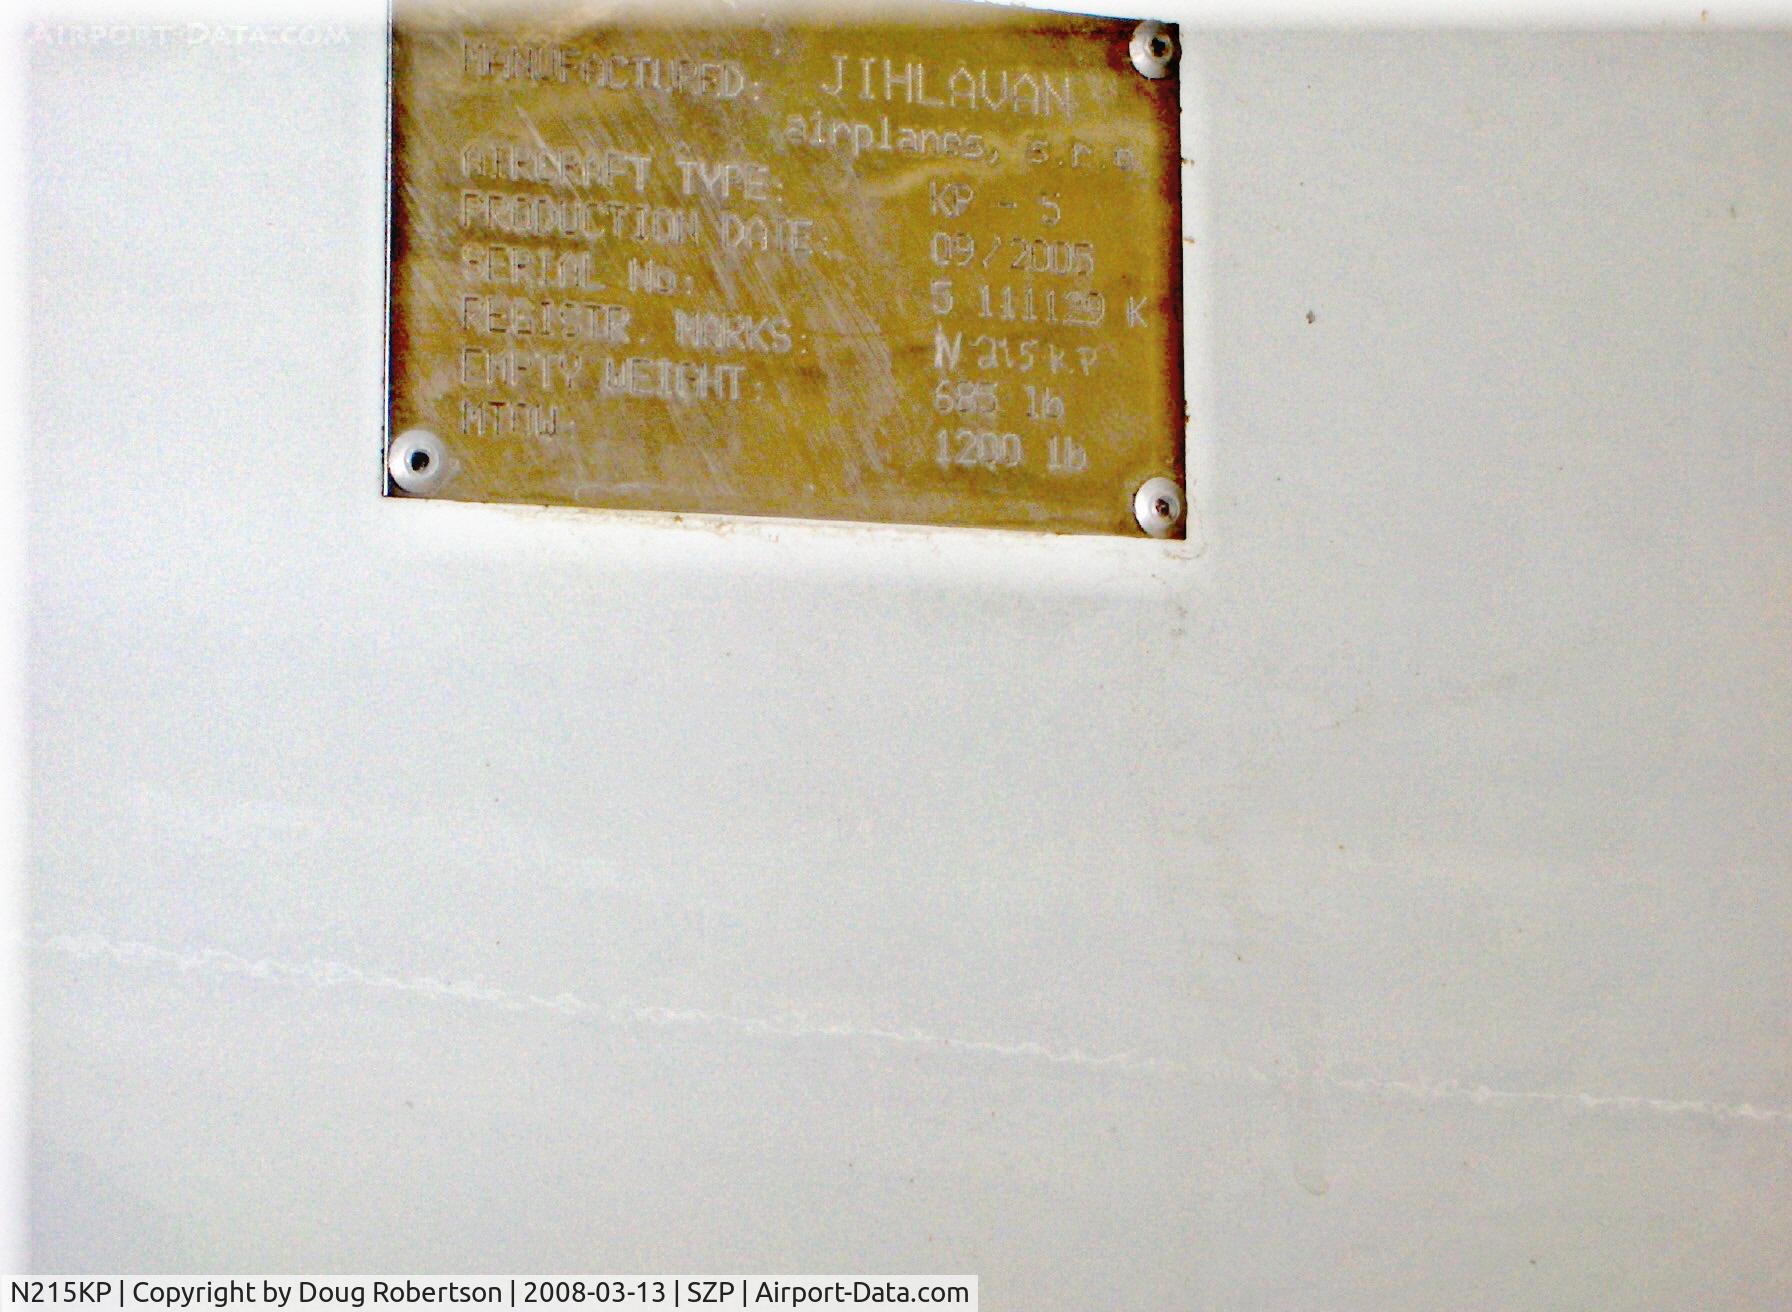 AIRPORT-DATA.COM
MANUFACTURED: JIHLAVAN
airplanes, s.r.o.
AIRCRAFT TYPE: KP - 5
PRODUCTION DATE: 09/2005
SERIAL No: 5 111129 K
REGISTR. MARKS: N215KP
EMPTY WEIGHT: 685 lb
MTOW: 1200 lb
N215KP | Copyright by Doug Robertson | 2008-03-13 | SZP | Airport-Data.com